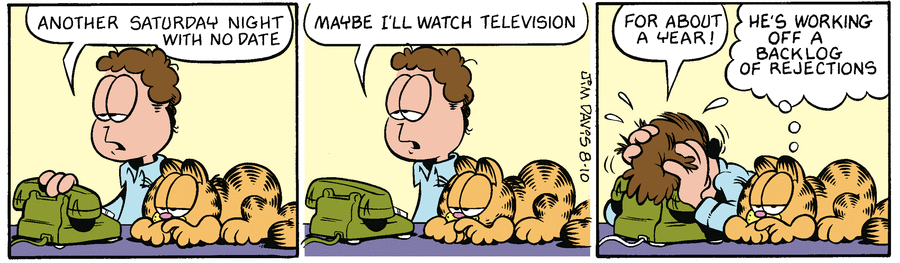 ANOTHER SATURDAY NIGHT
WITH NO DATE
MAYBE I'LL WATCH TELEVISION
JIM DAVIS 8-10
FOR ABOUT
A YEAR!
HE'S WORKING
OFF A
BACKLOG
OF REJECTIONS